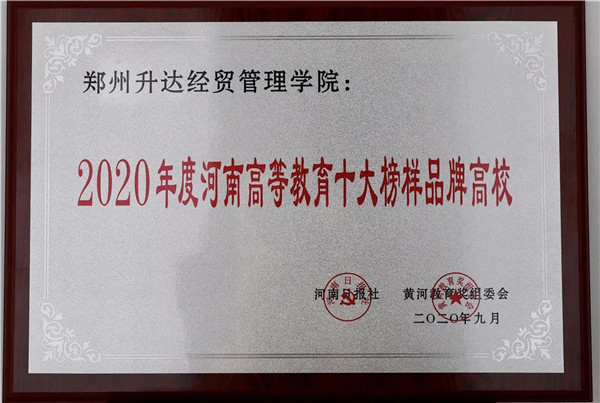 郑州升达经贸管理学院：
2020年度河南高等教育十大榜样品牌高校
河南日报社 黄河教育奖组委会
二〇二〇年九月